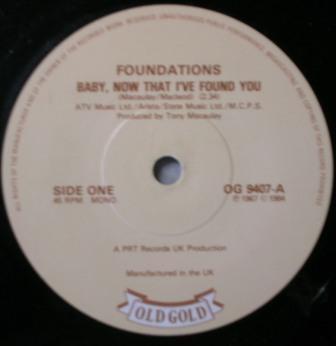 FOUNDATIONS
BABY, NOW THAT I'VE FOUND YOU
(Macaulay/Macleod) (2.34)
ATV Music Ltd./Arista/State Music Ltd./M.C.P.S.
Produced by Tony Macaulay
SIDE ONE
45 RPM MONO
OG 9407-A
℗ 1967 © 1984
A PRT Records UK Production
Manufactured in the UK
OLD GOLD